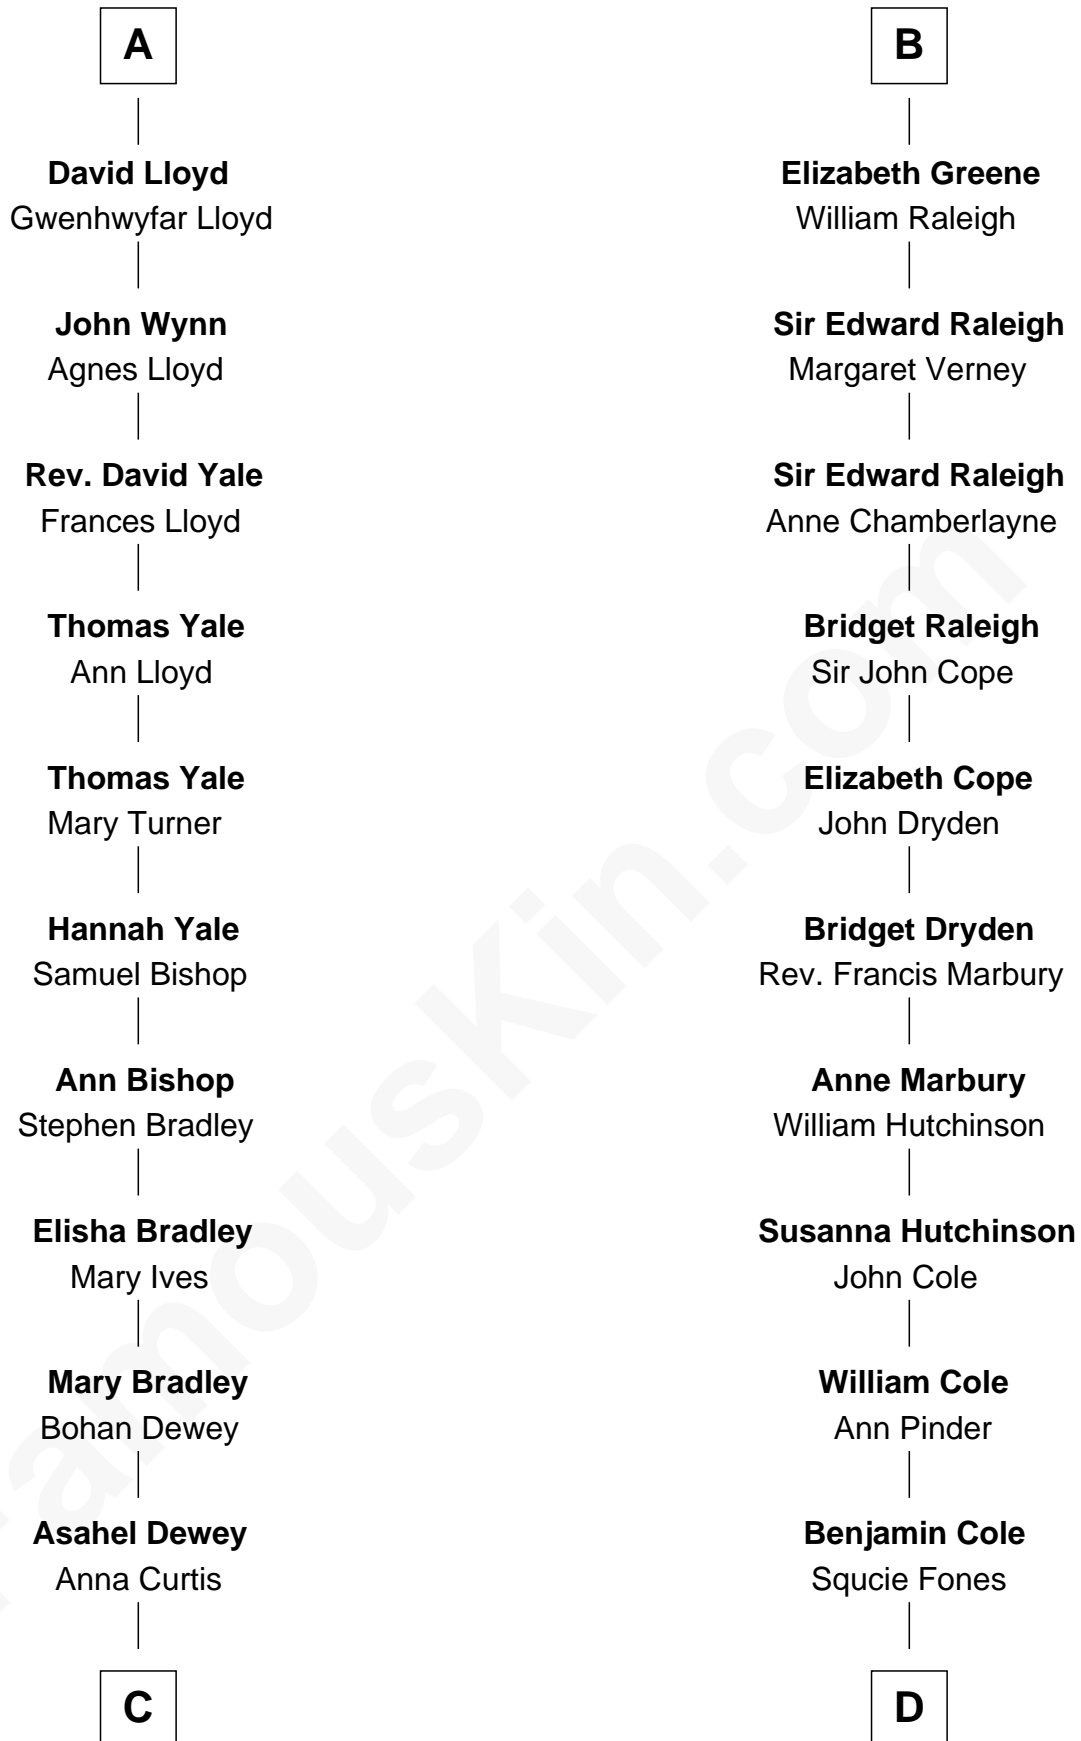 A
David Lloyd
Gwenhwyfar Lloyd
John Wynn
Agnes Lloyd
Rev. David Yale
Frances Lloyd
Thomas Yale
Ann Lloyd
Thomas Yale
Mary Turner
Hannah Yale
Samuel Bishop
Ann Bishop
Stephen Bradley
Elisha Bradley
Mary Ives
Mary Bradley
Bohan Dewey
Asahel Dewey
Anna Curtis
C
B
Elizabeth Greene
William Raleigh
Sir Edward Raleigh
Margaret Verney
Sir Edward Raleigh
Anne Chamberlayne
Bridget Raleigh
Sir John Cope
Elizabeth Cope
John Dryden
Bridget Dryden
Rev. Francis Marbury
Anne Marbury
William Hutchinson
Susanna Hutchinson
John Cole
William Cole
Ann Pinder
Benjamin Cole
Squcie Fones
D
FamousKin.com